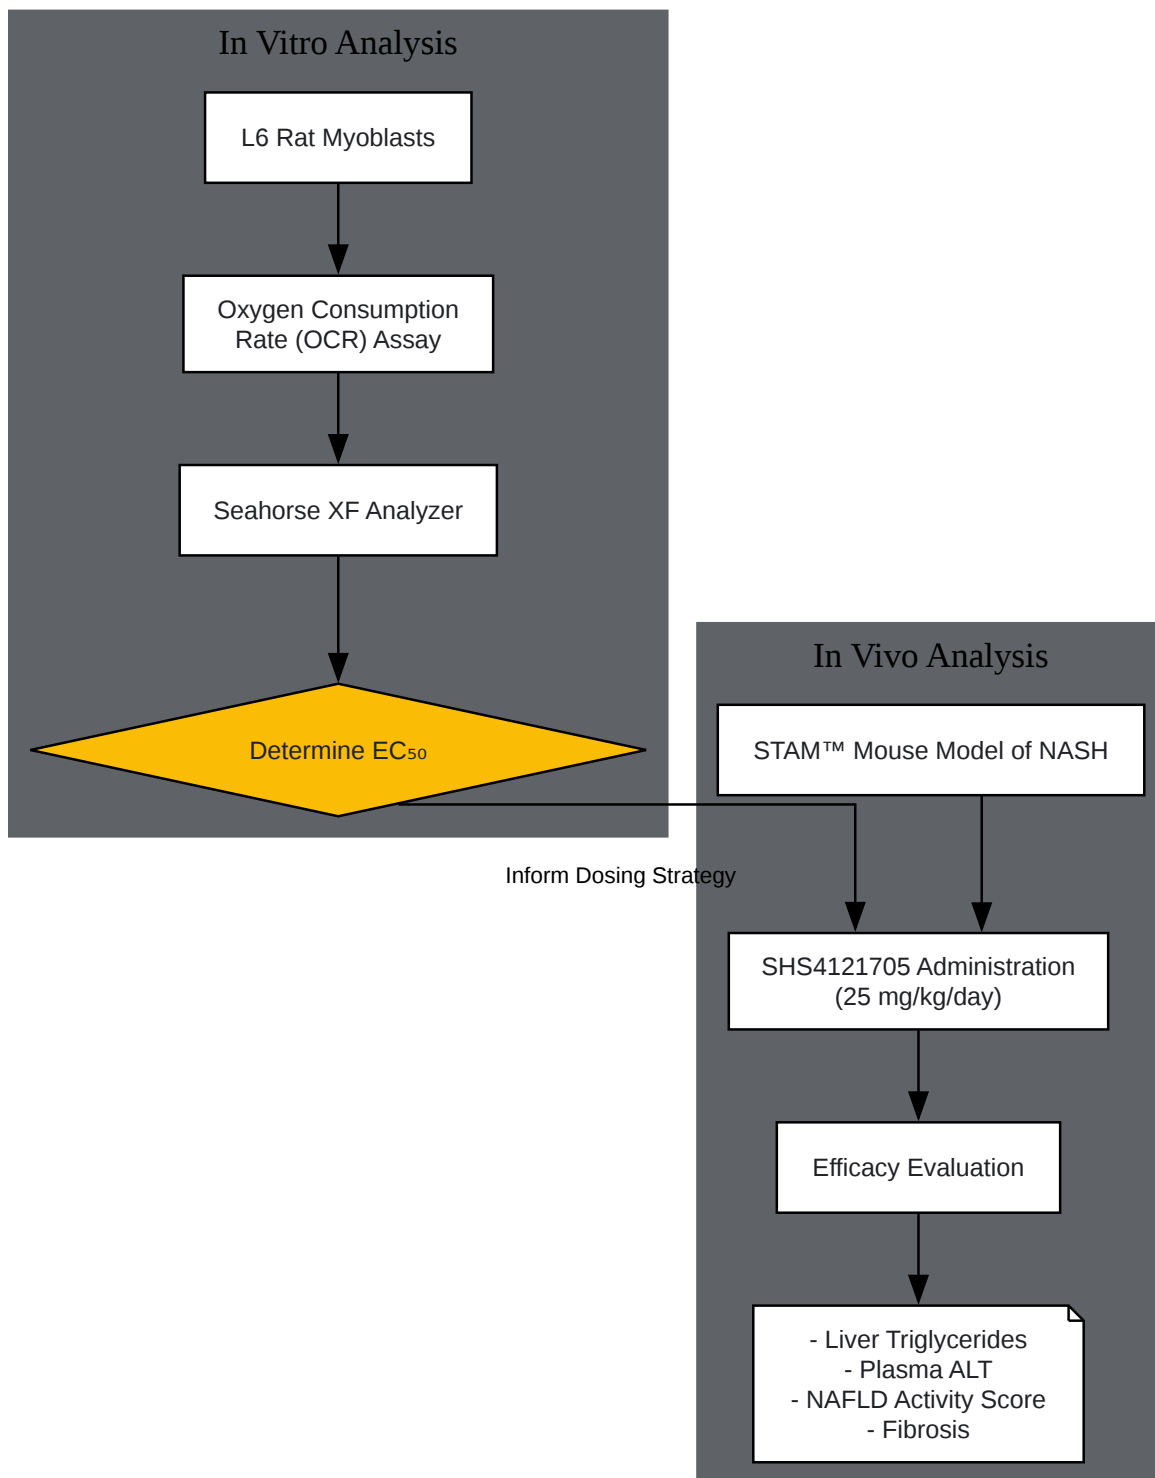 In Vitro Analysis
L6 Rat Myoblasts
Oxygen Consumption
Rate (OCR) Assay
Seahorse XF Analyzer
Determine EC₅₀
Inform Dosing Strategy
In Vivo Analysis
STAM™ Mouse Model of NASH
SHS4121705 Administration
(25 mg/kg/day)
Efficacy Evaluation
- Liver Triglycerides
- Plasma ALT
- NAFLD Activity Score
- Fibrosis